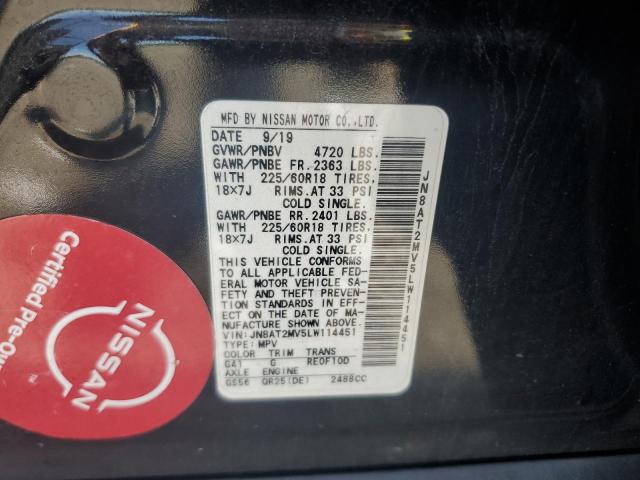 MFD BY NISSAN MOTOR CO.,LTD.
DATE 9/19
GVWR/PNBV 4720 LBS.
GAWR/PNBE FR.2363 LBS.
WITH 225/60R18 TIRES,
18×7J RIMS.AT 33 PSI
COLD SINGLE.
GAWR/PNBE RR.2401 LBS.
WITH 225/60R18 TIRES,
18×7J RIMS.AT 33 PSI
COLD SINGLE.
THIS VEHICLE CONFORMS
TO ALL APPLICABLE FED-
ERAL MOTOR VEHICLE SA-
FETY AND THEFT PREVENTION
STANDARDS IN EFF-
ECT ON THE DATE OF MA-
NUFACTURE SHOWN ABOVE.
VIN: JN8AT2MV5LW114451
TYPE: MPV
COLOR TRIM TRANS
G41 G RE0F10D
AXLE ENGINE
GS56 QR25(DE) 2488CC
JN8AT2MV5LW114451
NISSAN
Certified Pre-